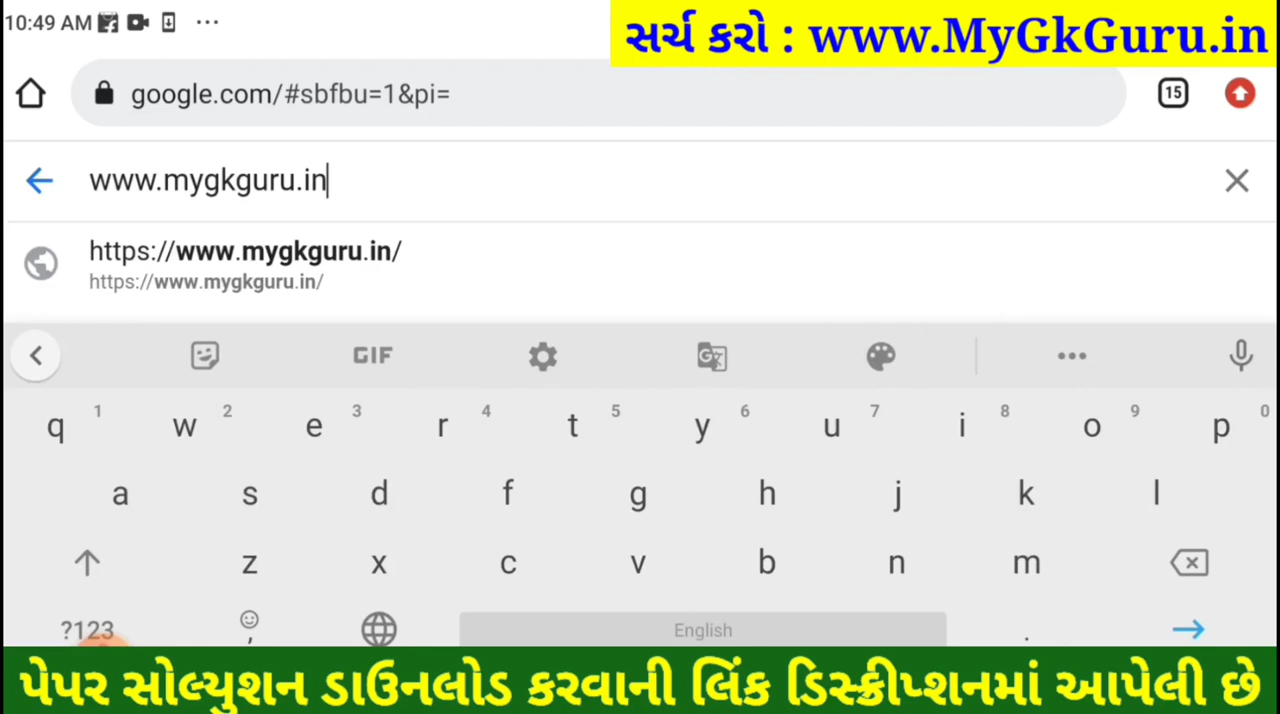 10:49 AM
સર્ચ કરો : www.MyGkGuru.in
google.com/#sbfbu=1&pi=
15
www.mygkguru.in
https://www.mygkguru.in/
https://www.mygkguru.in/
GIF
q 1 w 2 e 3 r 4 t 5 y 6 u 7 i 8 o 9 p 0
a s d f g h j k l
z x c v b n m
?123 , English .
પેપર સોલ્યુશન ડાઉનલોડ કરવાની લિંક ડિસ્ક્રીપ્શનમાં આપેલી છે